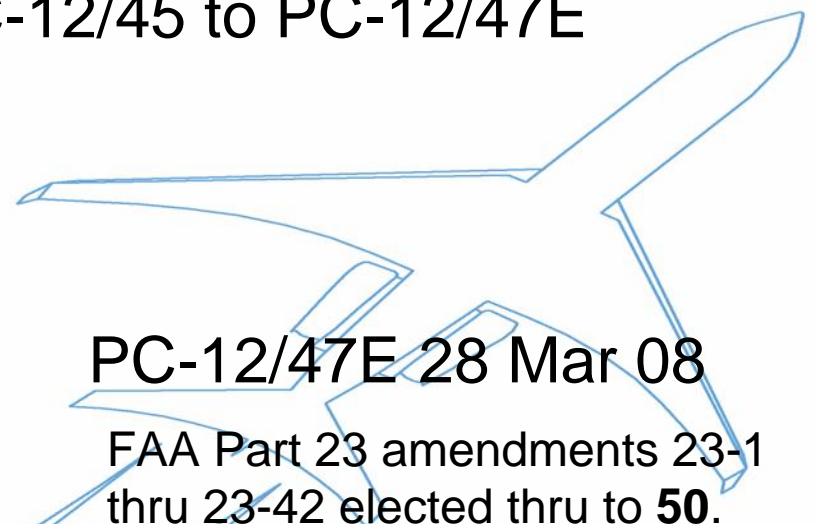 -12/45 to PC-12/47E
PC-12/47E 28 Mar 08
FAA Part 23 amendments 23-1
thru 23-42 elected thru to 50.